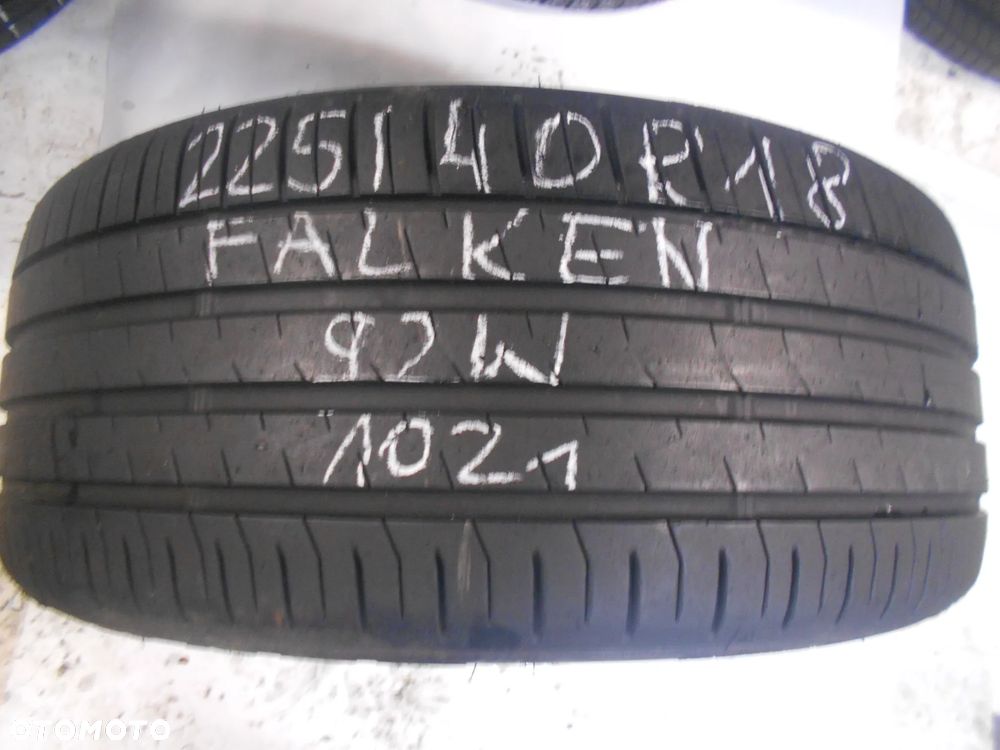 225/40R18
FALKEN
92W
1021
OTOMOTO